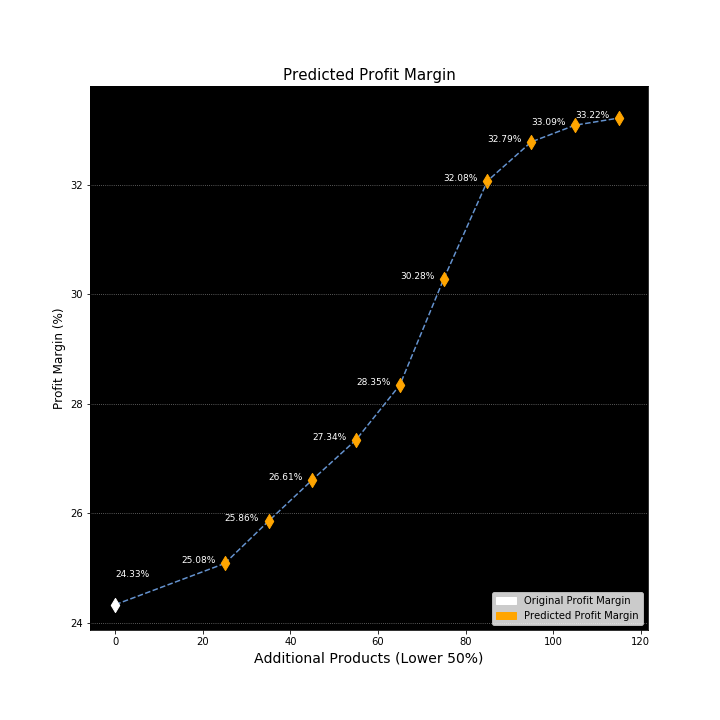 Predicted Profit Margin
33.22%
33.09%
32.79%
32.08%
30.28%
28.35%
27.34%
26.61%
25.86%
25.08%
24.33%
32
30
28
26
24
Profit Margin (%)
Original Profit Margin
Predicted Profit Margin
0 20 40 60 80 100 120
Additional Products (Lower 50%)